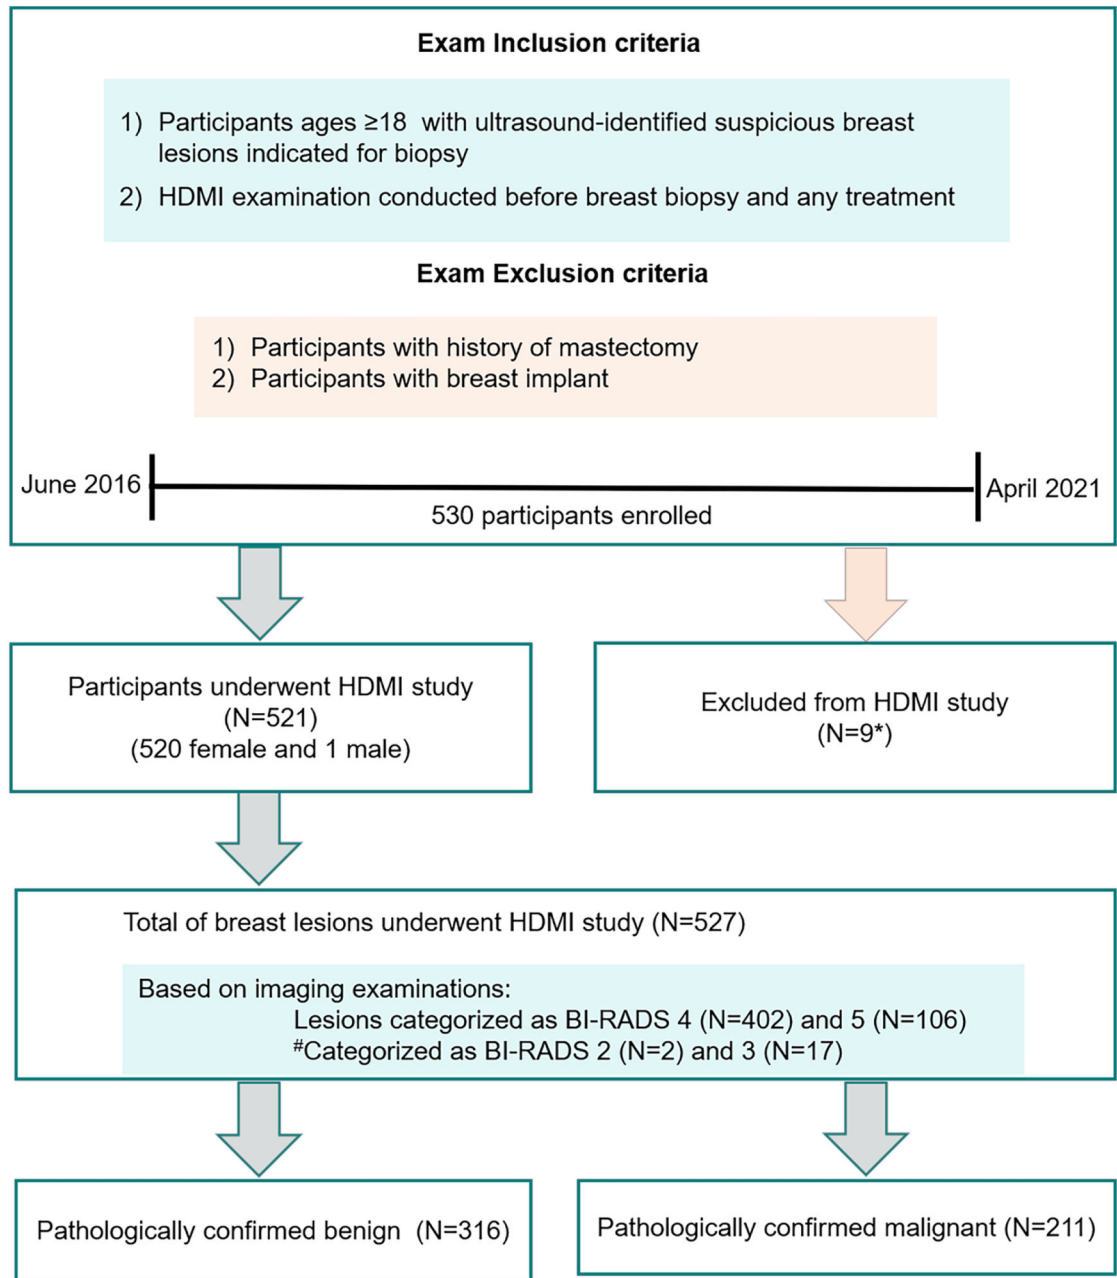 Exam Inclusion criteria
1) Participants ages ≥18 with ultrasound-identified suspicious breast
lesions indicated for biopsy
2) HDMI examination conducted before breast biopsy and any treatment
Exam Exclusion criteria
1) Participants with history of mastectomy
2) Participants with breast implant
June 2016
April 2021
530 participants enrolled
Participants underwent HDMI study
(N=521)
(520 female and 1 male)
Excluded from HDMI study
(N=9*)
Total of breast lesions underwent HDMI study (N=527)
Based on imaging examinations:
Lesions categorized as BI-RADS 4 (N=402) and 5 (N=106)
#Categorized as BI-RADS 2 (N=2) and 3 (N=17)
Pathologically confirmed benign (N=316)
Pathologically confirmed malignant (N=211)